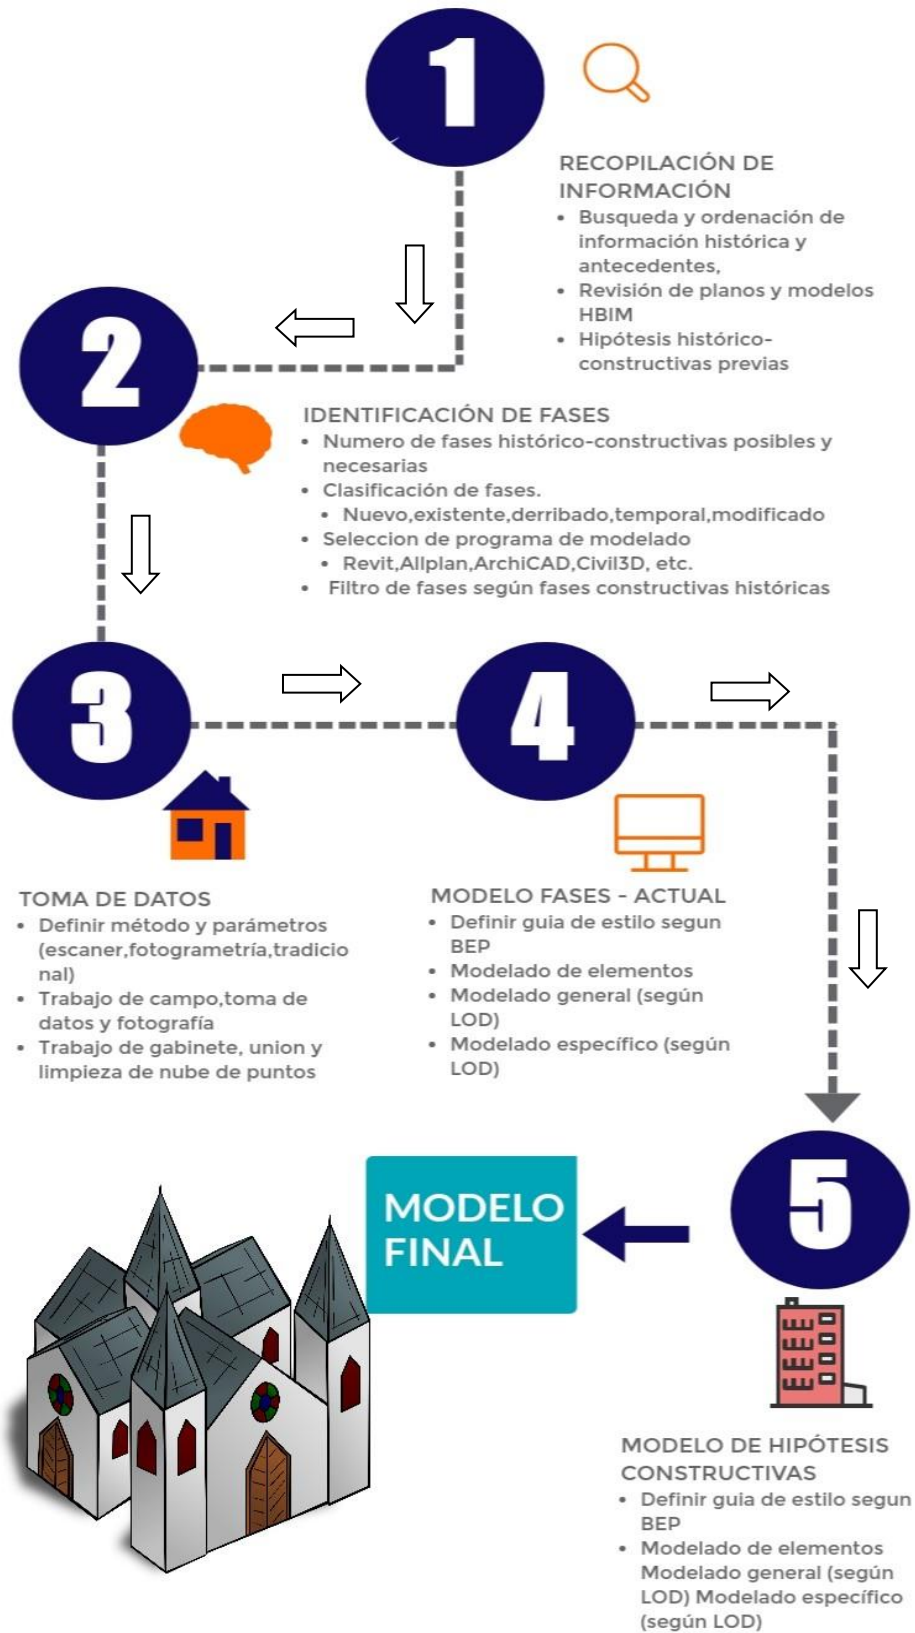 1
RECOPILACIÓN DE
INFORMACIÓN
• Busqueda y ordenación de
información histórica y
antecedentes,
• Revisión de planos y modelos
HBIM
• Hipótesis histórico-
constructivas previas
2
IDENTIFICACIÓN DE FASES
• Numero de fases histórico-constructivas posibles y
necesarias
• Clasificación de fases.
• Nuevo,existente,derribado,temporal,modificado
• Seleccion de programa de modelado
• Revit,Allplan,ArchiCAD,Civil3D, etc.
• Filtro de fases según fases constructivas históricas
3
TOMA DE DATOS
• Definir método y parámetros
(escaner,fotogrametría,tradicio
nal)
• Trabajo de campo,toma de
datos y fotografía
• Trabajo de gabinete, union y
limpieza de nube de puntos
4
MODELO FASES - ACTUAL
• Definir guia de estilo segun
BEP
• Modelado de elementos
• Modelado general (según
LOD)
• Modelado específico (según
LOD)
5
MODELO DE HIPÓTESIS
CONSTRUCTIVAS
• Definir guia de estilo segun
BEP
• Modelado de elementos
Modelado general (según
LOD) Modelado específico
(según LOD)
MODELO
FINAL